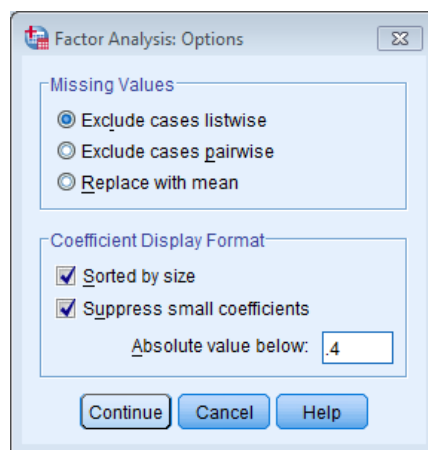 Factor Analysis: Options
Missing Values
Exclude cases listwise
Exclude cases pairwise
Replace with mean
Coefficient Display Format
Sorted by size
Suppress small coefficients
Absolute value below: .4
Continue Cancel Help